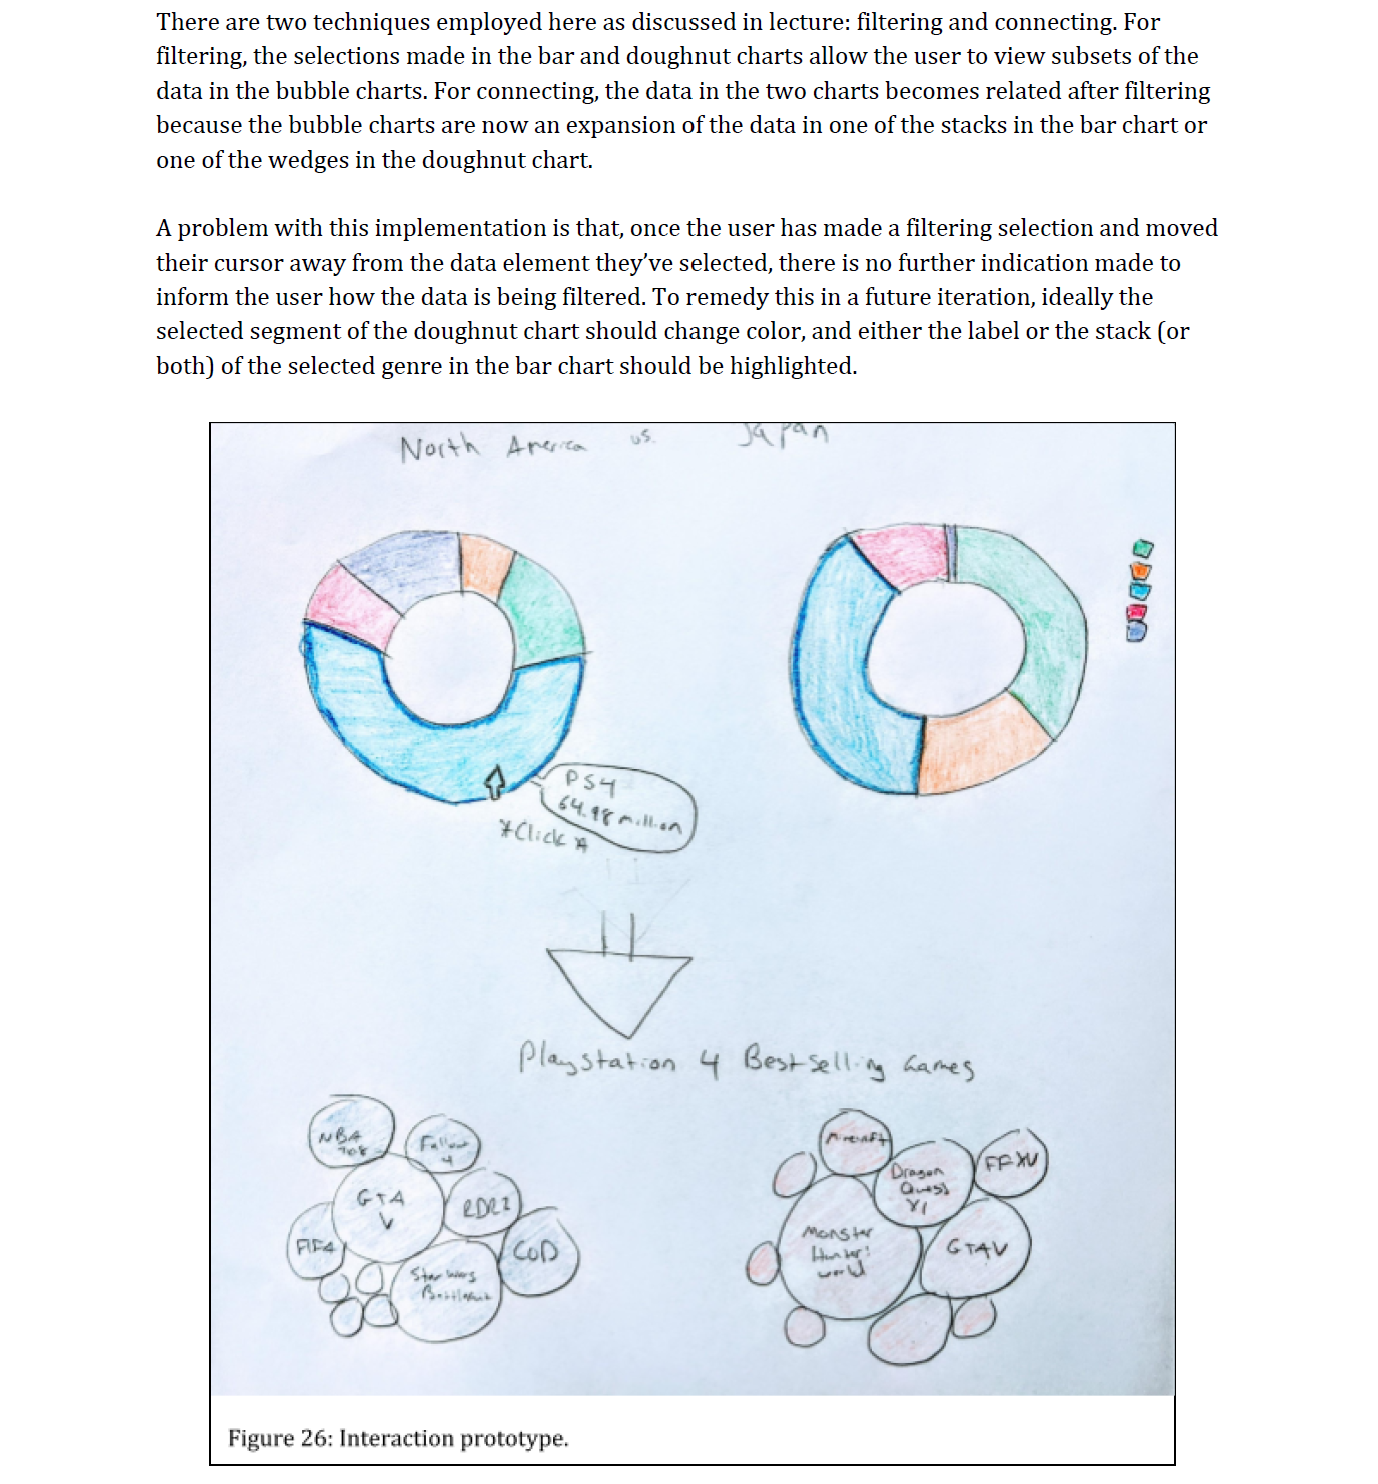 There are two techniques employed here as discussed in lecture: filtering and connecting. For
filtering, the selections made in the bar and doughnut charts allow the user to view subsets of the
data in the bubble charts. For connecting, the data in the two charts becomes related after filtering
because the bubble charts are now an expansion of the data in one of the stacks in the bar chart or
one of the wedges in the doughnut chart.
A problem with this implementation is that, once the user has made a filtering selection and moved
their cursor away from the data element they've selected, there is no further indication made to
inform the user how the data is being filtered. To remedy this in a future iteration, ideally the
selected segment of the doughnut chart should change color, and either the label or the stack (or
both) of the selected genre in the bar chart should be highlighted.
North America vs. Japan
PS4
64.98 million
*Click*
Playstation 4 Bestselling Games
NBA
Fallout
4
GTA
V
RDR2
FIFA
COD
Star Wars
Battlefront
Minecraft
Dragon
Quest
XI
FFXV
Monster
Hunter:
World
GTAV
Figure 26: Interaction prototype.